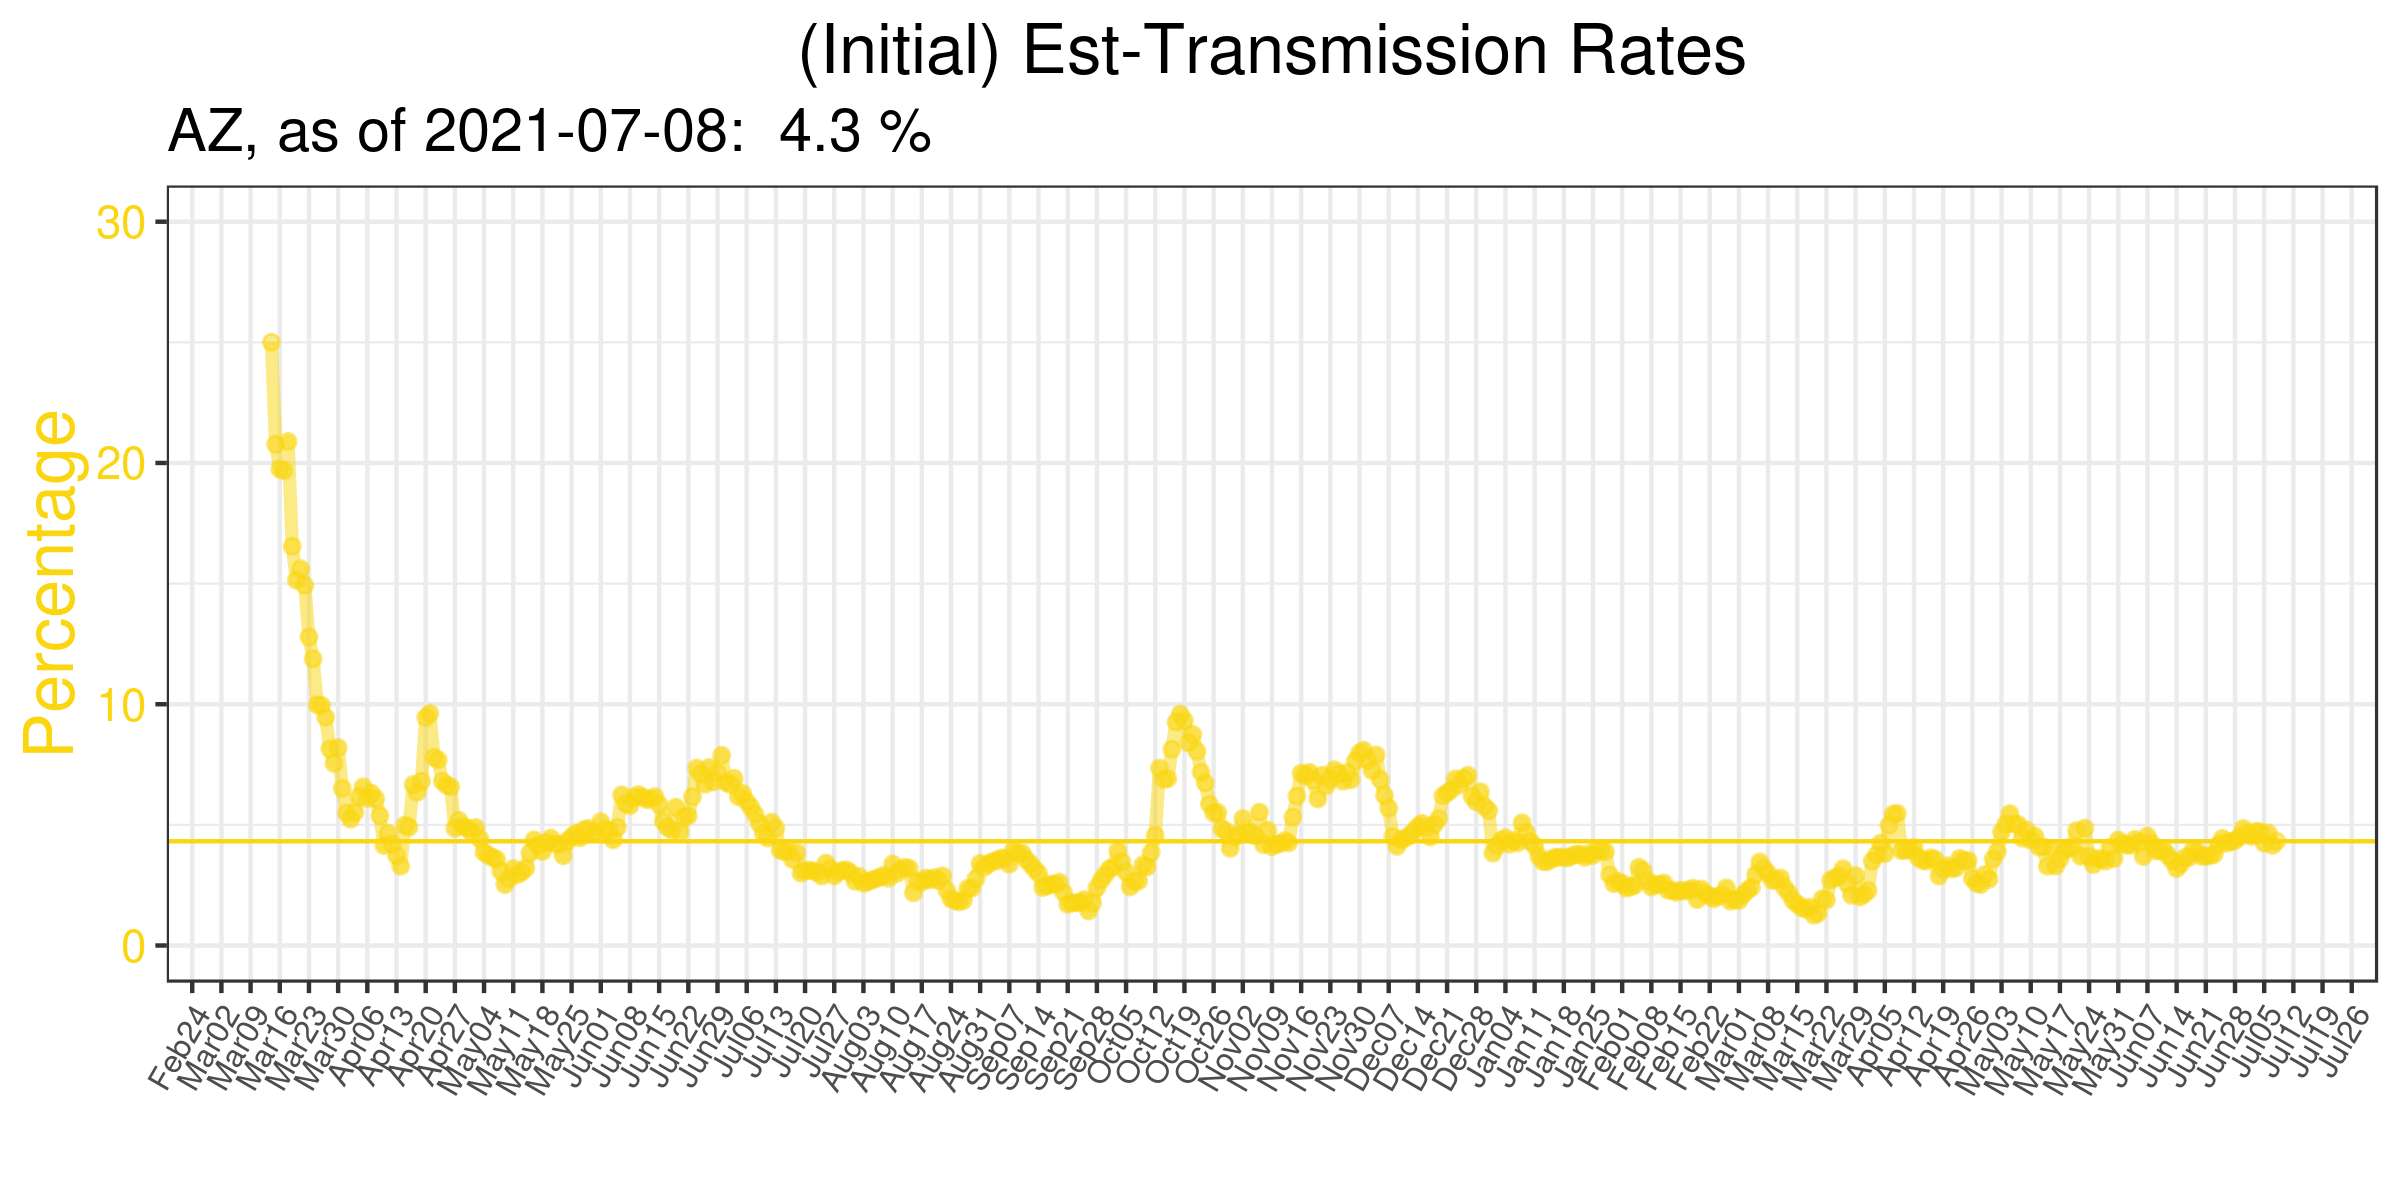 (Initial) Est-Transmission Rates
AZ, as of 2021-07-08:  4.3 %
Percentage
30
20
10
0
Feb24
Mar02
Mar09
Mar16
Mar23
Mar30
Apr06
Apr13
Apr20
Apr27
May04
May11
May18
May25
Jun01
Jun08
Jun15
Jun22
Jun29
Jul06
Jul13
Jul20
Jul27
Aug03
Aug10
Aug17
Aug24
Aug31
Sep07
Sep14
Sep21
Sep28
Oct05
Oct12
Oct19
Oct26
Nov02
Nov09
Nov16
Nov23
Nov30
Dec07
Dec14
Dec21
Dec28
Jan04
Jan11
Jan18
Jan25
Feb01
Feb08
Feb15
Feb22
Mar01
Mar08
Mar15
Mar22
Mar29
Apr05
Apr12
Apr19
Apr26
May03
May10
May17
May24
May31
Jun07
Jun14
Jun21
Jun28
Jul05
Jul12
Jul19
Jul26